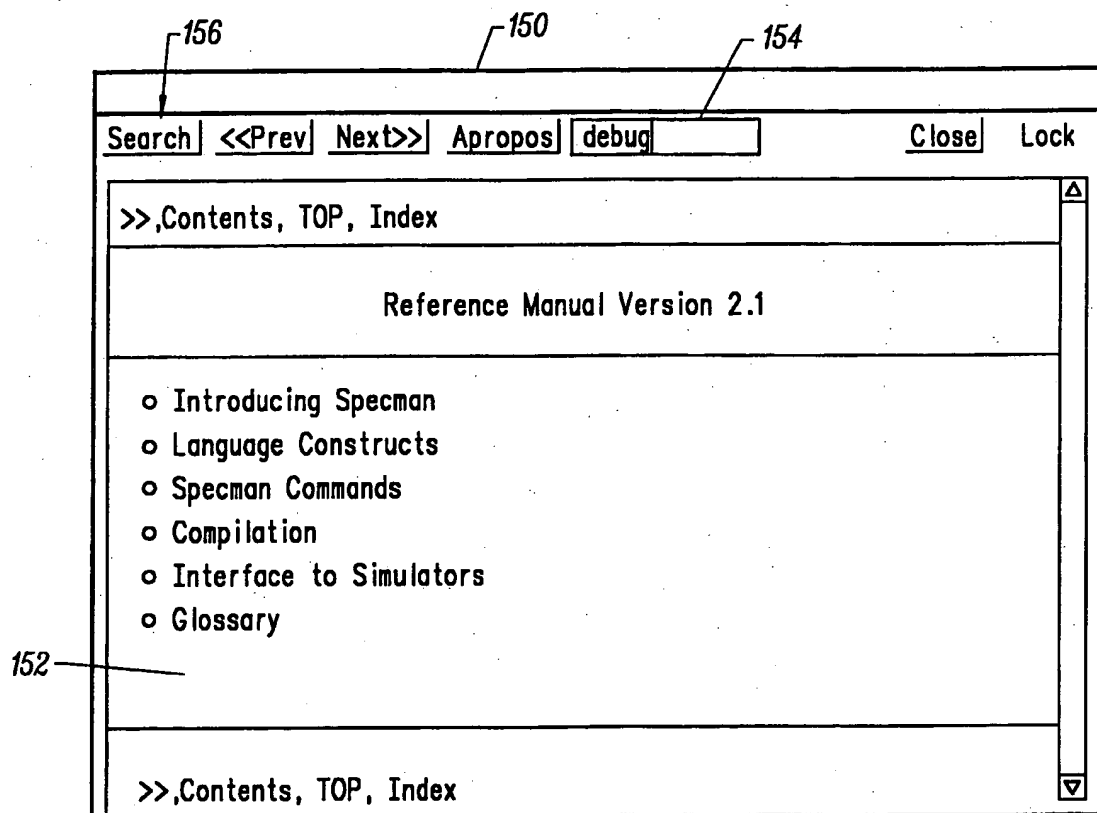 156 150 154
Search <<Prev Next>> Apropos debug Close Lock
>>,Contents, TOP, Index
Reference Manual Version 2.1
o Introducing Specman
o Language Constructs
o Specman Commands
o Compilation
o Interface to Simulators
o Glossary
152
>>,Contents, TOP, Index